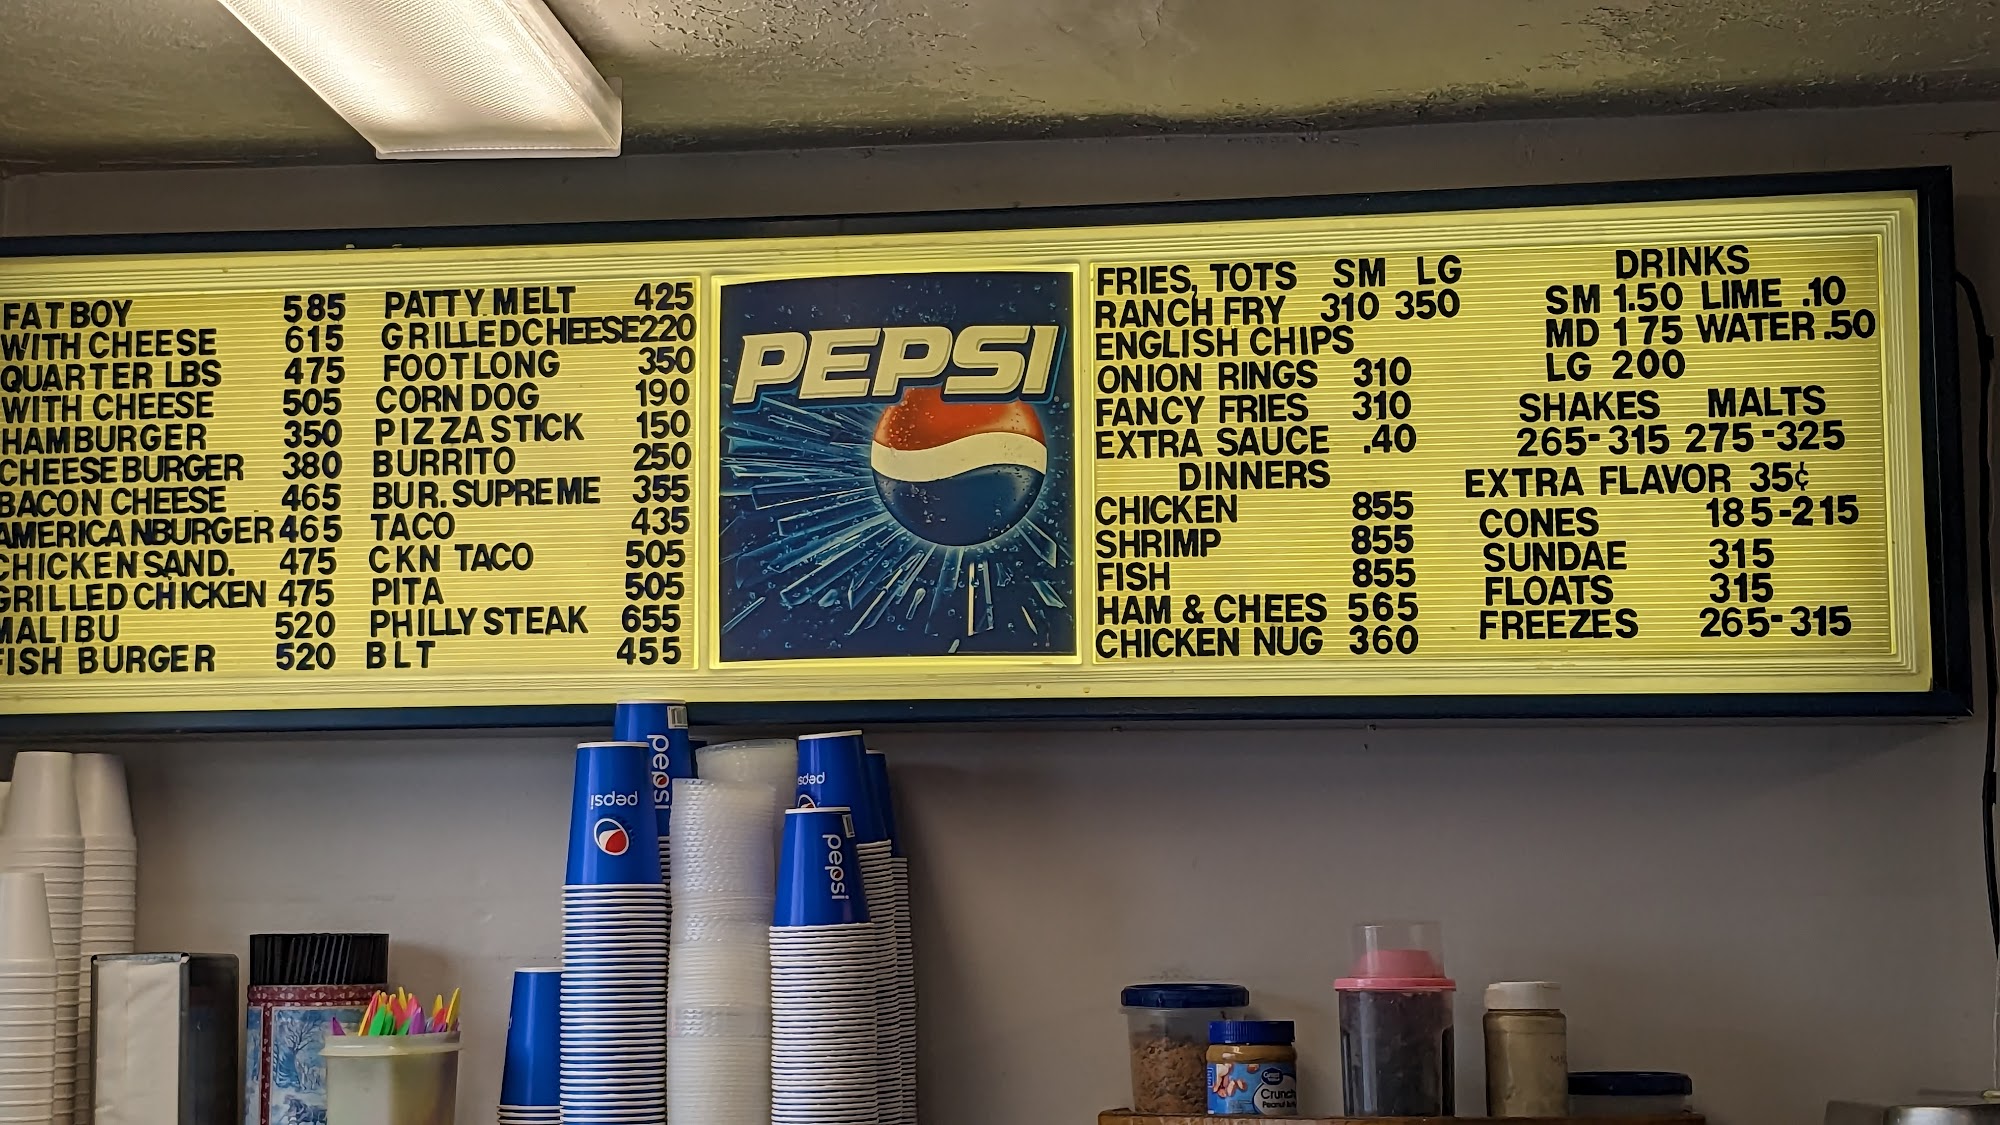 FATBOY 585
WITH CHEESE 615
QUARTER LBS 475
WITH CHEESE 505
HAMBURGER 350
CHEESEBURGER 380
BACON CHEESE 465
AMERICANBURGER 465
CHICKEN SAND. 475
GRILLED CHICKEN 475
MALIBU 520
FISH BURGER 520
PATTY MELT 425
GRILLEDCHEESE 220
FOOTLONG 350
CORN DOG 190
PIZZA STICK 150
BURRITO 250
BUR. SUPREME 355
TACO 435
CKN TACO 505
PITA 505
PHILLY STEAK 655
BLT 455
PEPSI
FRIES, TOTS SM LG
RANCH FRY 310 350
ENGLISH CHIPS
ONION RINGS 310
FANCY FRIES 310
EXTRA SAUCE .40
DINNERS
CHICKEN 855
SHRIMP 855
FISH 855
HAM & CHEES 565
CHICKEN NUG 360
DRINKS
SM 1.50 LIME .10
MD 175 WATER .50
LG 200
SHAKES MALTS
265-315 275-325
EXTRA FLAVOR 35¢
CONES 185-215
SUNDAE 315
FLOATS 315
FREEZES 265-315
pepsi
pepsi
pepsi
pepsi
Great Value
Crunchy
Peanut Butter